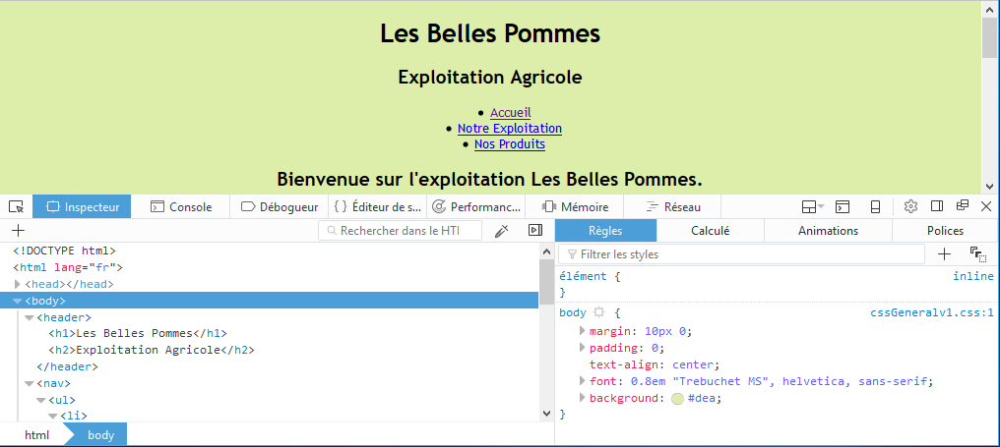 Les Belles Pommes
Exploitation Agricole
• Accueil
• Notre Exploitation
• Nos Produits
Bienvenue sur l'exploitation Les Belles Pommes.
Inspecteur Console Débogueur { } Éditeur de s... Performanc... Mémoire Réseau
+ Rechercher dans le HTI Règles Calculé Animations Polices
<!DOCTYPE html>
<html lang="fr">
<head></head>
<body>
<header>
<h1>Les Belles Pommes</h1>
<h2>Exploitation Agricole</h2>
</header>
<nav>
<ul>
<li>
html body
Filtrer les styles +
élément { inline
}
body { cssGeneralv1.css:1
margin: 10px 0;
padding: 0;
text-align: center;
font: 0.8em "Trebuchet MS", helvetica, sans-serif;
background: #dea;
}